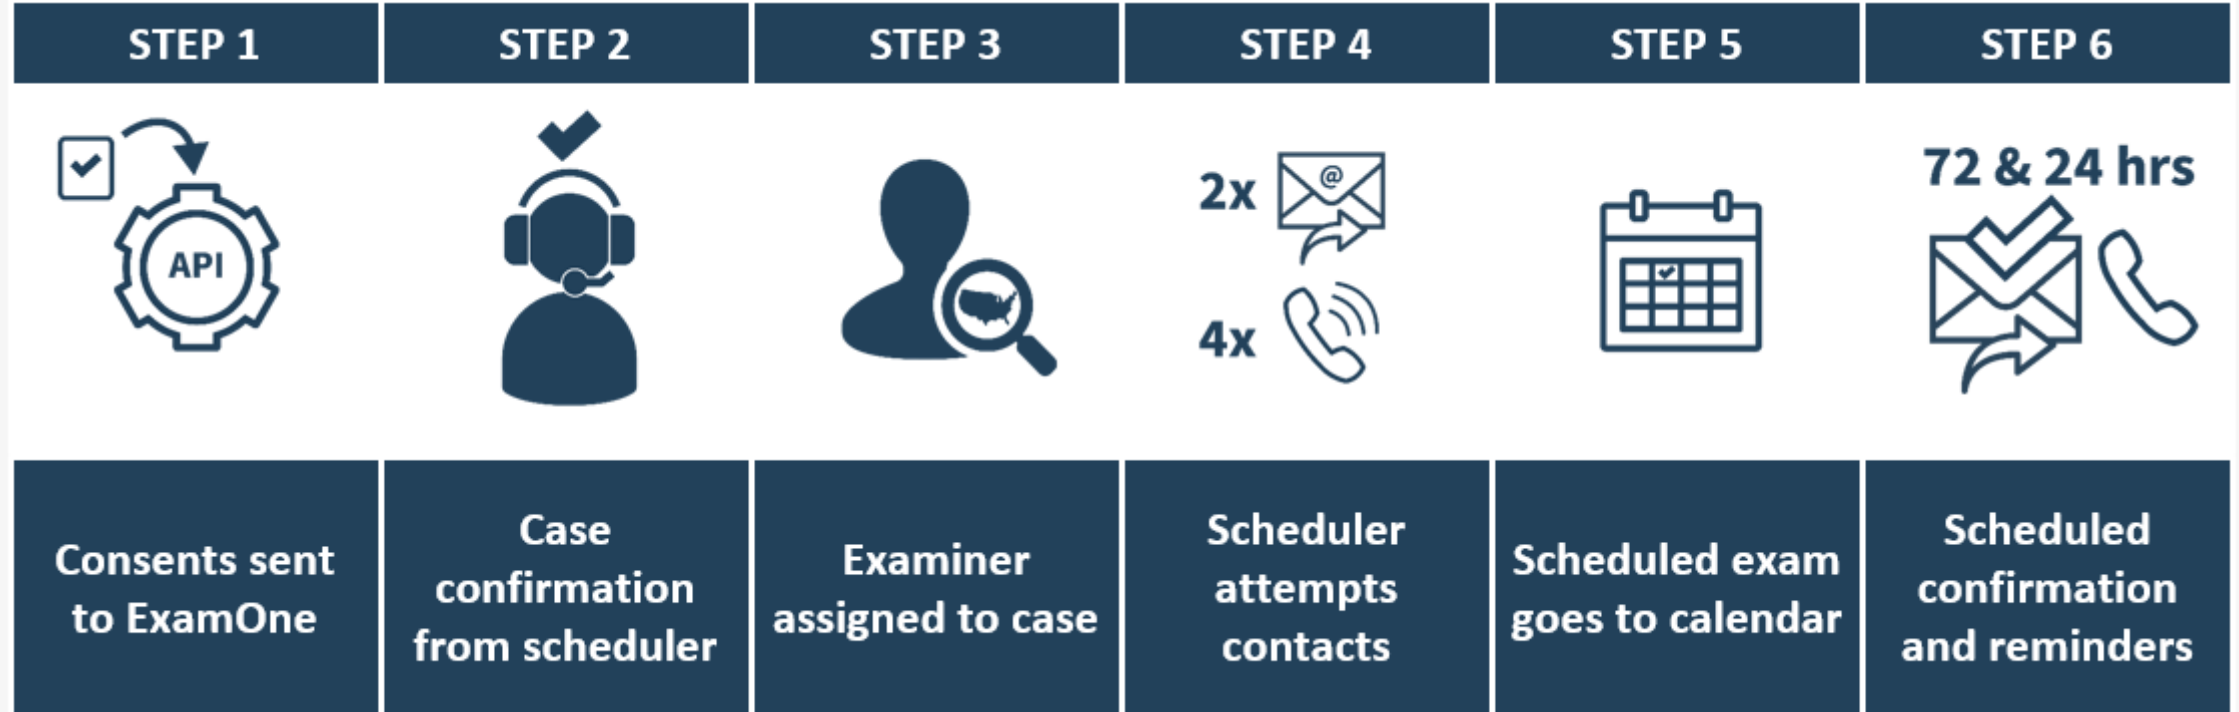 STEP 1
STEP 2
STEP 3
STEP 4
STEP 5
STEP 6
API
2x
@
4x
72 & 24 hrs
Consents sent
to ExamOne
Case
confirmation
from scheduler
Examiner
assigned to case
Scheduler
attempts
contacts
Scheduled exam
goes to calendar
Scheduled
confirmation
and reminders